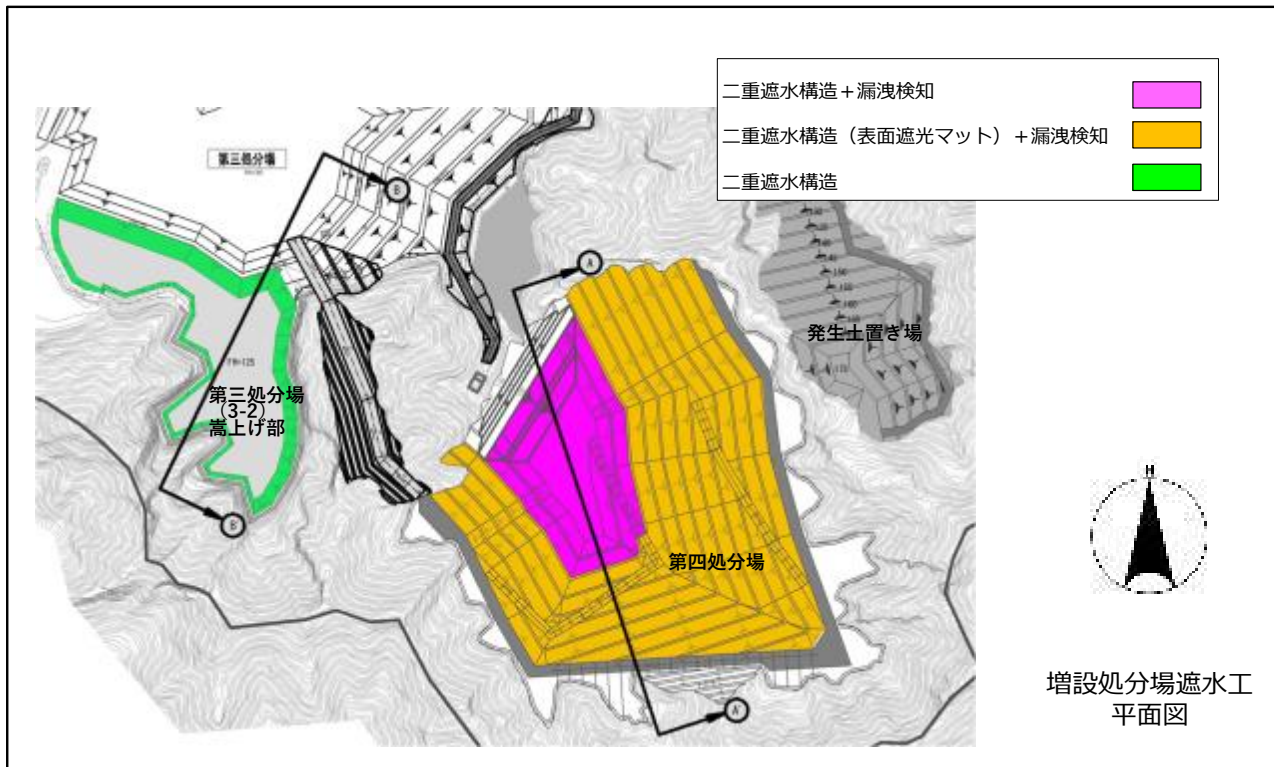 二重遮水構造+漏洩検知
二重遮水構造(表面遮光マット)+漏洩検知
二重遮水構造
第三処分場
B
A
発生土置き場
第三処分場
(3-2)
嵩上げ部
第四処分場
B'
A'
増設処分場遮水工
平面図